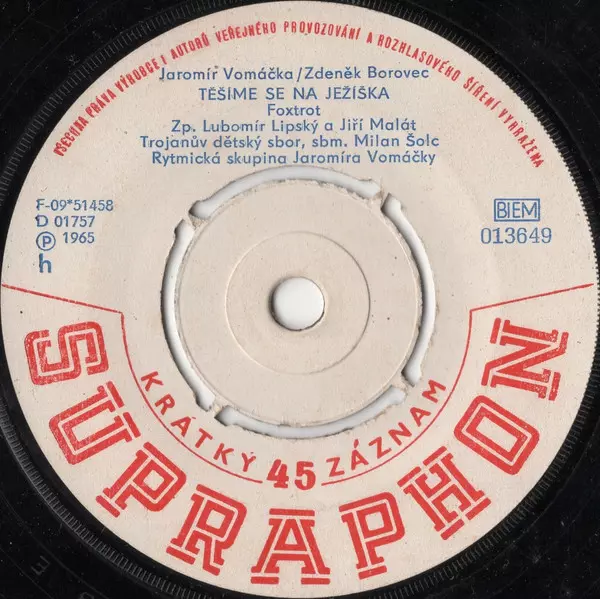 VŠECHNA PRÁVA VÝROBCE I AUTORŮ VEŘEJNÉHO PROVOZOVÁNÍ A ROZHLASOVÉHO ŠÍŘENÍ VYHRAŽENA
Jaromír Vomáčka/Zdeněk Borovec
TĚŠÍME SE NA JEŽÍŠKA
Foxtrot
Zp. Lubomír Lipský a Jiří Malát
Trojanův dětský sbor, sbm. Milan Šolc
Rytmická skupina Jaromíra Vomáčky
F-09*51458
D 01757
℗ 1965
h
BIEM
013649
KRÁTKÝ 45 ZÁZNAM
SUPRAPHON